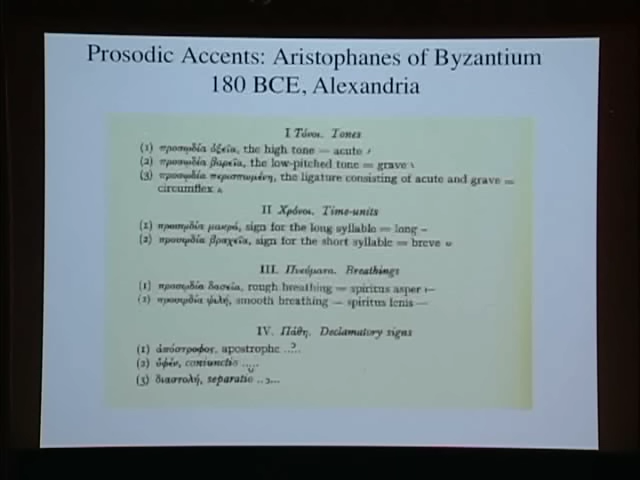 Prosodic Accents: Aristophanes of Byzantium
180 BCE, Alexandria
I Τόνοι. Tones
(1) προσῳδία ὀξεῖα, the high tone = acute ´
(2) προσῳδία βαρεῖα, the low-pitched tone = grave `
(3) προσῳδία περισπωμένη, the ligature consisting of acute and grave =
circumflex ^
II Χρόνοι. Time-units
(1) προσῳδία μακρά, sign for the long syllable = long –
(2) προσῳδία βραχεῖα, sign for the short syllable = breve ˘
III. Πνεύματα. Breathings
(1) προσῳδία δασεῖα, rough breathing = spiritus asper ⊢
(2) προσῳδία ψιλή, smooth breathing = spiritus lenis
IV. Πάθη. Declamatory signs
(1) ἀπόστροφος, apostrophe ..’..
(2) ὑφέν, coniunctio ..‿..
(3) διαστολή, separatio ..,...